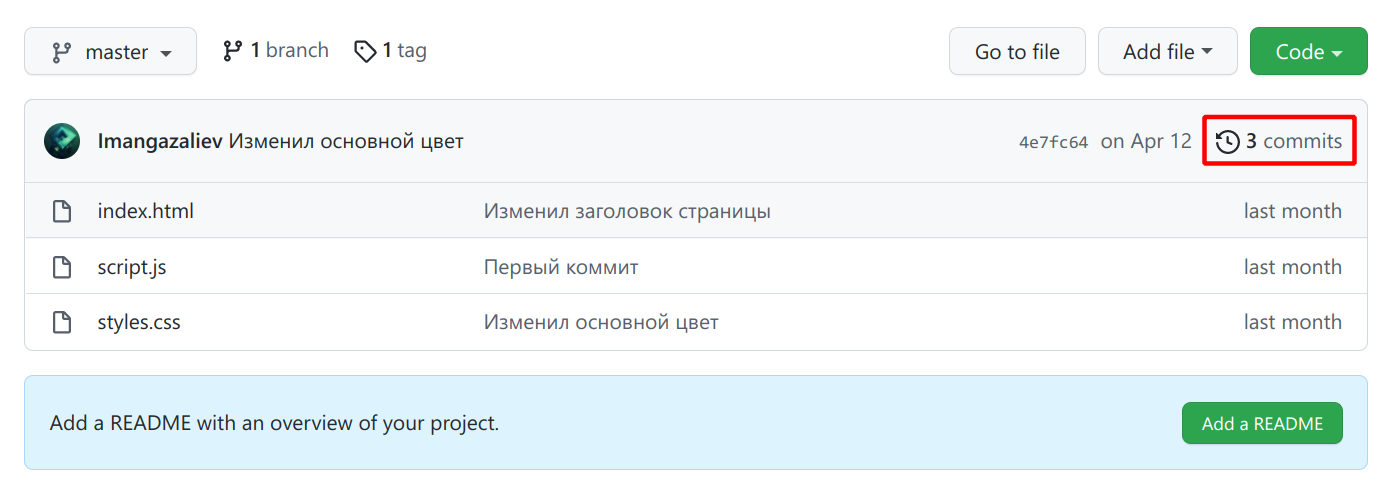 master 1 branch 1 tag Go to file Add file Code
Imangazaliev Изменил основной цвет 4e7fc64 on Apr 12 3 commits
index.html Изменил заголовок страницы last month
script.js Первый коммит last month
styles.css Изменил основной цвет last month
Add a README with an overview of your project. Add a README